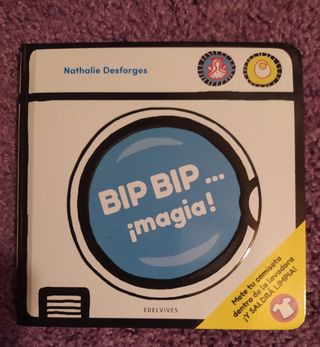 Nathalie Desforges
BIP BIP...
¡magia!
Mete tu camiseta
dentro de la lavadora
¡Y SALDRÁ LIMPIA!
EDELVIVES